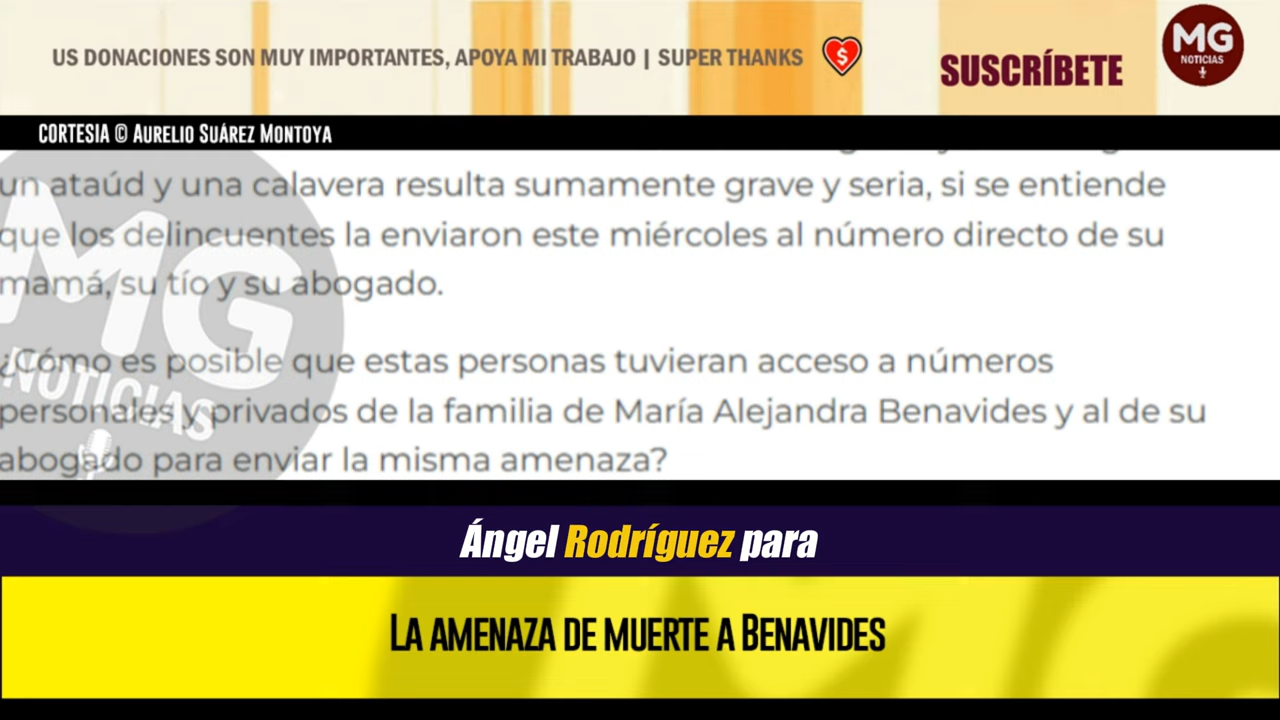 US DONACIONES SON MUY IMPORTANTES, APOYA MI TRABAJO | SUPER THANKS
$
SUSCRÍBETE
MG
NOTICIAS
CORTESIA © AURELIO SUÁREZ MONTOYA
un ataúd y una calavera resulta sumamente grave y seria, si se entiende
que los delincuentes la enviaron este miércoles al número directo de su
mamá, su tío y su abogado.
¿Cómo es posible que estas personas tuvieran acceso a números
personales y privados de la familia de María Alejandra Benavides y al de su
abogado para enviar la misma amenaza?
MG
NOTICIAS
Ángel Rodríguez para
LA AMENAZA DE MUERTE A BENAVIDES